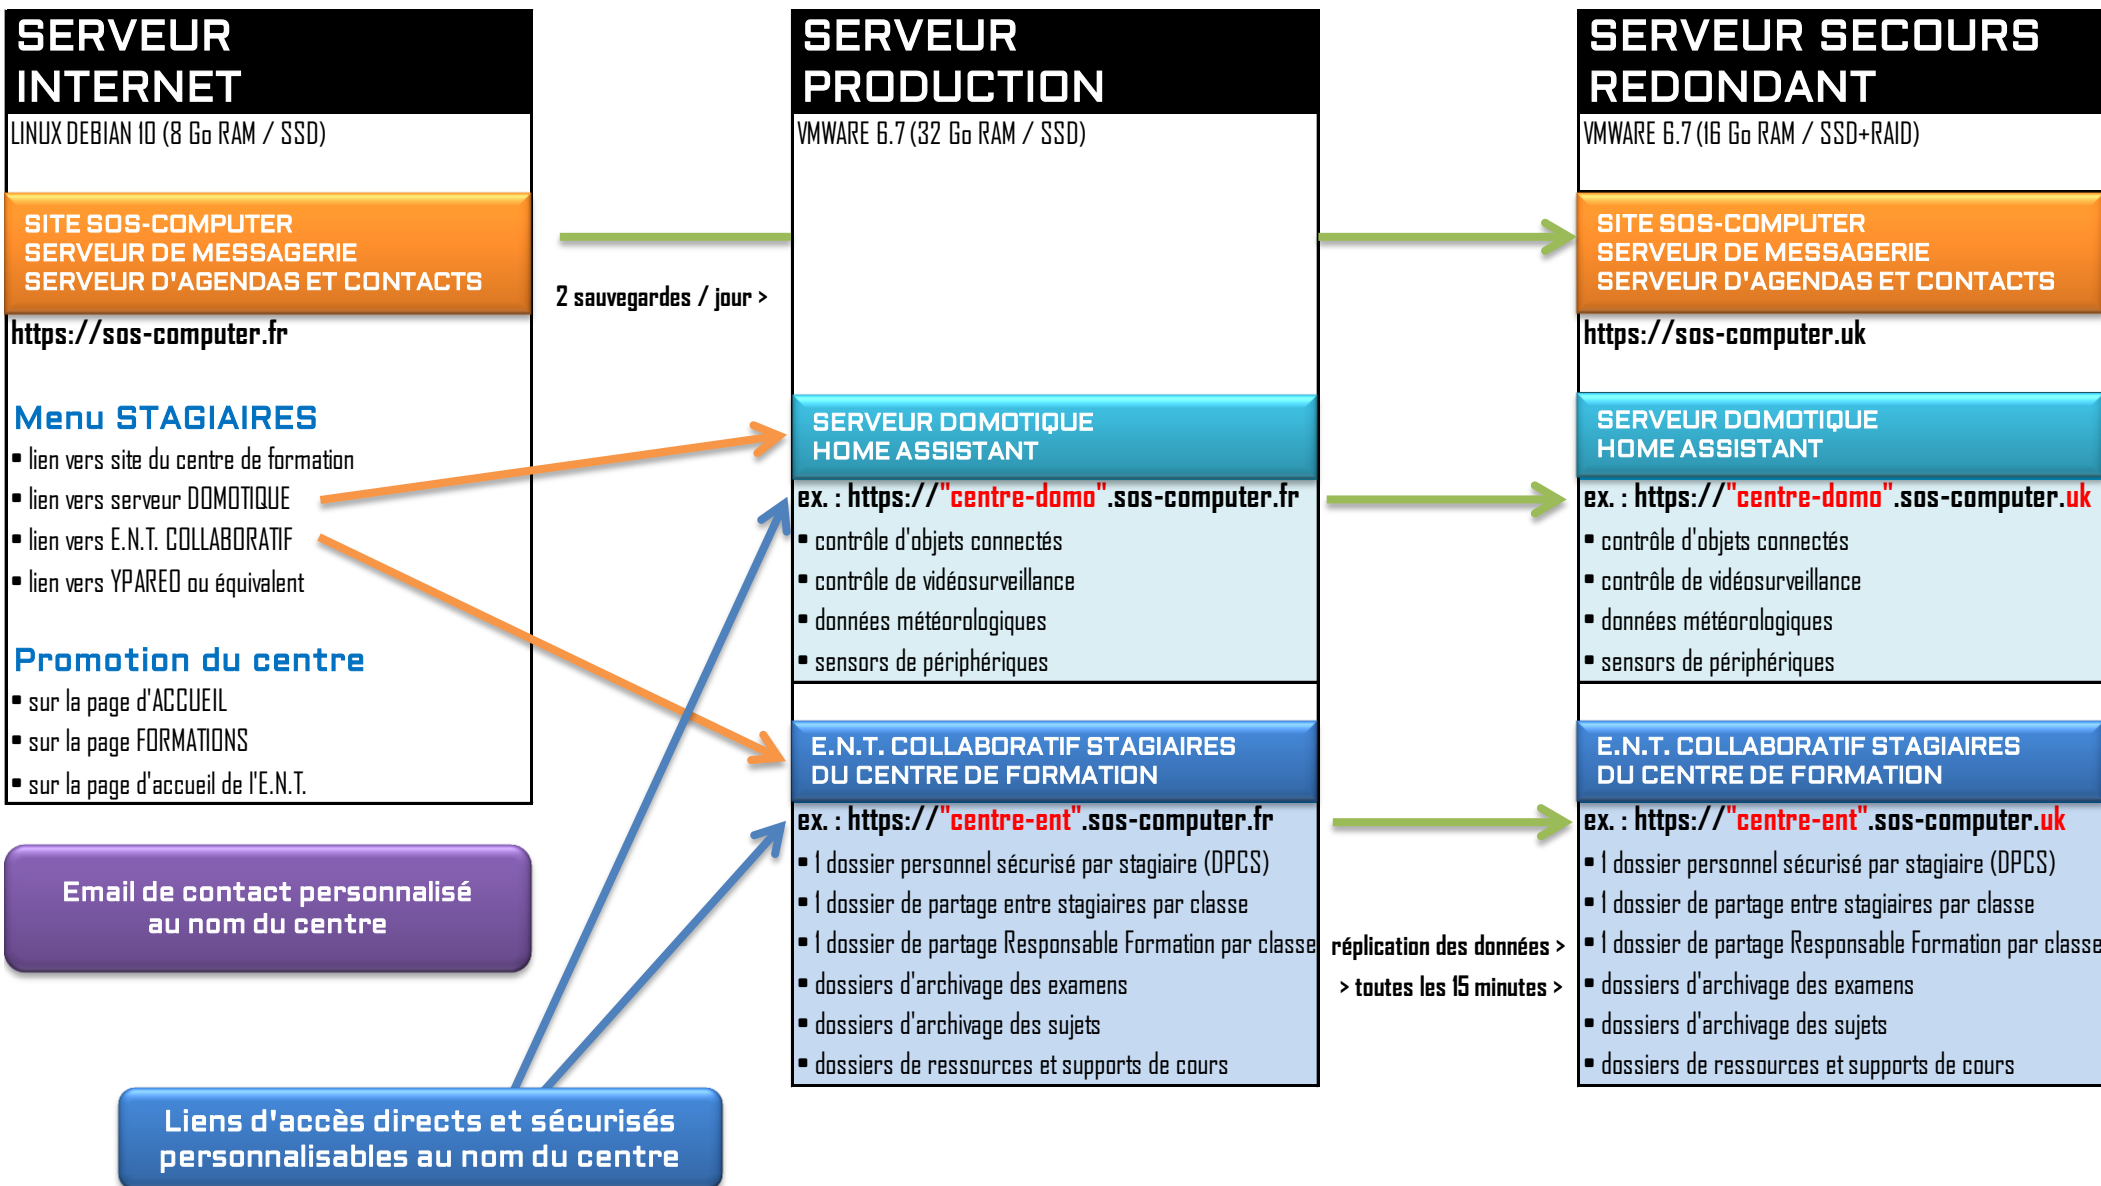 SERVEUR
INTERNET
LINUX DEBIAN 10 (8 Go RAM / SSD)
SITE SOS-COMPUTER
SERVEUR DE MESSAGERIE
SERVEUR D'AGENDAS ET CONTACTS
https://sos-computer.fr
Menu STAGIAIRES
▪ lien vers site du centre de formation
▪ lien vers serveur DOMOTIQUE
▪ lien vers E.N.T. COLLABORATIF
▪ lien vers YPAREO ou équivalent
Promotion du centre
▪ sur la page d'ACCUEIL
▪ sur la page FORMATIONS
▪ sur la page d'accueil de l'E.N.T.
Email de contact personnalisé
au nom du centre
Liens d'accès directs et sécurisés
personnalisables au nom du centre
2 sauvegardes / jour >
SERVEUR
PRODUCTION
VMWARE 6.7 (32 Go RAM / SSD)
SERVEUR DOMOTIQUE
HOME ASSISTANT
ex. : https://"centre-domo".sos-computer.fr
▪ contrôle d'objets connectés
▪ contrôle de vidéosurveillance
▪ données météorologiques
▪ sensors de périphériques
E.N.T. COLLABORATIF STAGIAIRES
DU CENTRE DE FORMATION
ex. : https://"centre-ent".sos-computer.fr
▪ 1 dossier personnel sécurisé par stagiaire (DPCS)
▪ 1 dossier de partage entre stagiaires par classe
▪ 1 dossier de partage Responsable Formation par classe
▪ dossiers d'archivage des examens
▪ dossiers d'archivage des sujets
▪ dossiers de ressources et supports de cours
réplication des données >
> toutes les 15 minutes >
SERVEUR SECOURS
REDONDANT
VMWARE 6.7 (16 Go RAM / SSD+RAID)
SITE SOS-COMPUTER
SERVEUR DE MESSAGERIE
SERVEUR D'AGENDAS ET CONTACTS
https://sos-computer.uk
SERVEUR DOMOTIQUE
HOME ASSISTANT
ex. : https://"centre-domo".sos-computer.uk
▪ contrôle d'objets connectés
▪ contrôle de vidéosurveillance
▪ données météorologiques
▪ sensors de périphériques
E.N.T. COLLABORATIF STAGIAIRES
DU CENTRE DE FORMATION
ex. : https://"centre-ent".sos-computer.uk
▪ 1 dossier personnel sécurisé par stagiaire (DPCS)
▪ 1 dossier de partage entre stagiaires par classe
▪ 1 dossier de partage Responsable Formation par classe
▪ dossiers d'archivage des examens
▪ dossiers d'archivage des sujets
▪ dossiers de ressources et supports de cours